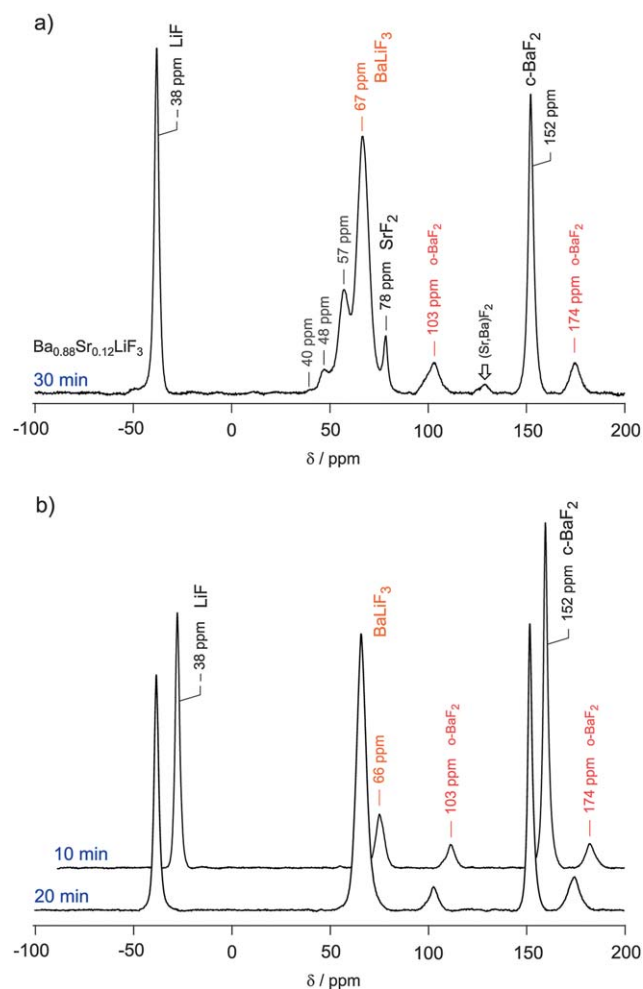 a)
– 38 ppm LiF
40 ppm
48 ppm
57 ppm
67 ppm BaLiF₃
78 ppm SrF₂
103 ppm o-BaF₂
(Sr,Ba)F₂
c-BaF₂
152 ppm
174 ppm o-BaF₂
Ba₀.₈₈Sr₀.₁₂LiF₃
30 min
-100 -50 0 50 100 150 200
δ / ppm
b)
– 38 ppm LiF
BaLiF₃
66 ppm
103 ppm o-BaF₂
152 ppm c-BaF₂
174 ppm o-BaF₂
10 min
20 min
-100 -50 0 50 100 150 200
δ / ppm